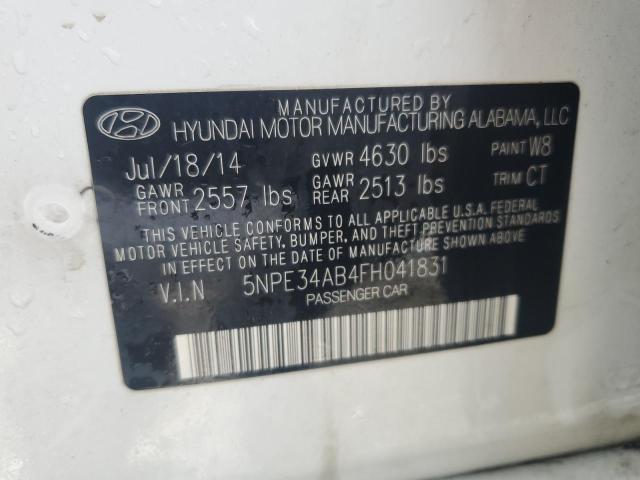 MANUFACTURED BY
HYUNDAI MOTOR MANUFACTURING ALABAMA, LLC
Jul/18/14 GVWR 4630 lbs PAINT W8
GAWR FRONT 2557 lbs GAWR REAR 2513 lbs TRIM CT
THIS VEHICLE CONFORMS TO ALL APPLICABLE U.S.A. FEDERAL
MOTOR VEHICLE SAFETY, BUMPER, AND THEFT PREVENTION STANDARDS
IN EFFECT ON THE DATE OF MANUFACTURE SHOWN ABOVE.
V.I.N 5NPE34AB4FH041831
PASSENGER CAR